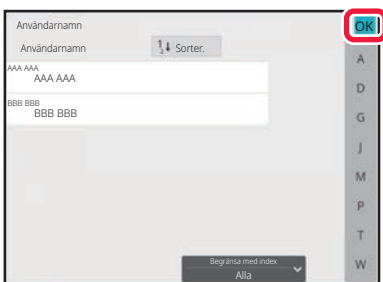 Användarnamn
OK
Användarnamn
Sorter.
AAA AAA
AAA AAA
BBB BBB
BBB BBB
A
D
G
J
M
P
T
W
Begränsa med index
Alla